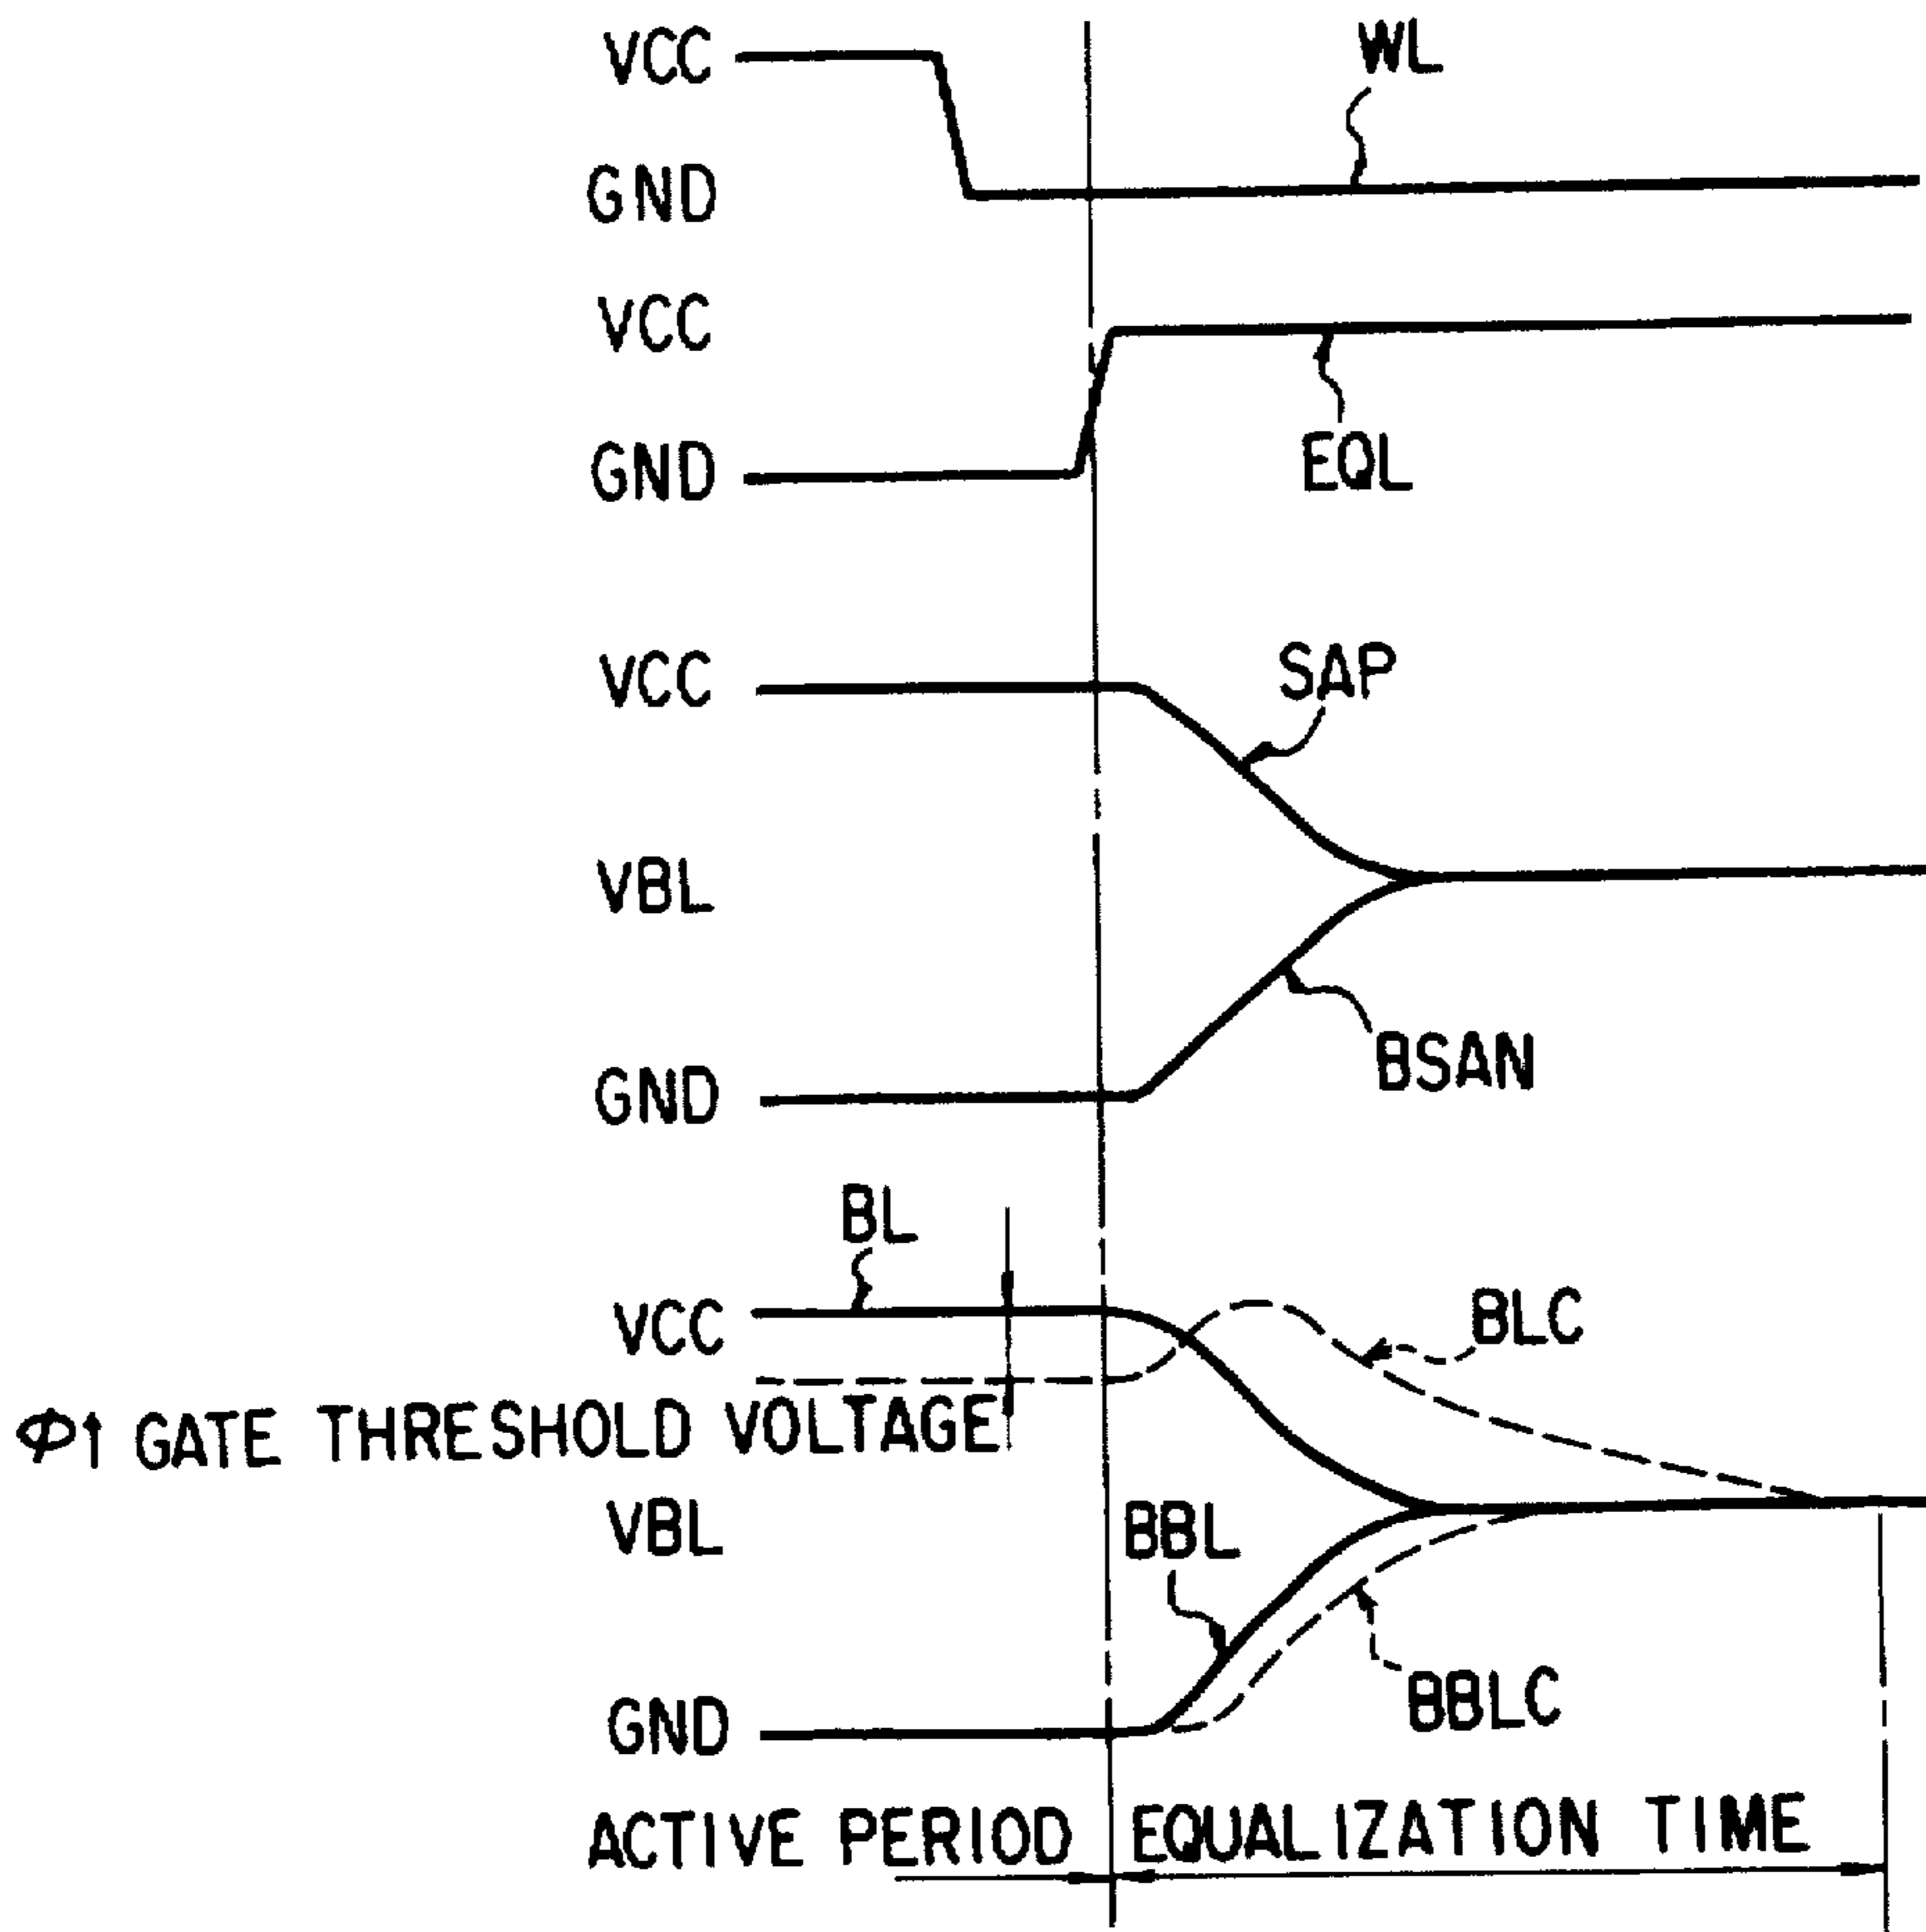 VCC
WL
GND
VCC
GND
EQL
VCC
SAP
VBL
BSAN
GND
BL
VCC
BLC
Φ1 GATE THRESHOLD VOLTAGE
VBL
BBL
BBLC
GND
ACTIVE PERIOD EQUALIZATION TIME